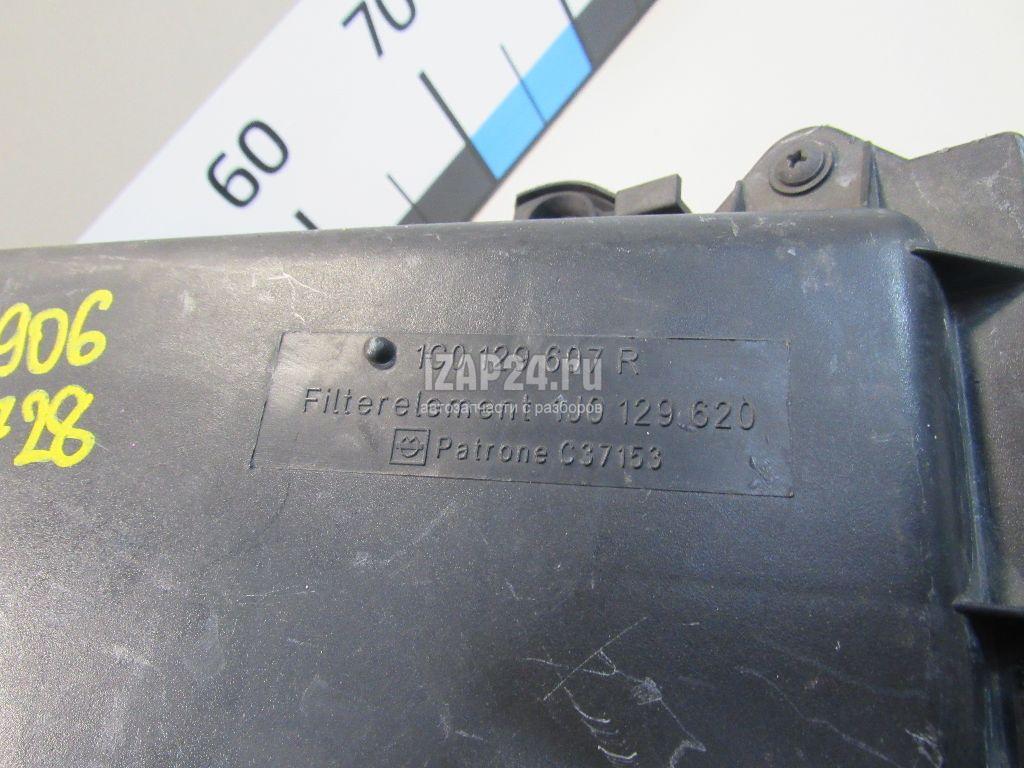 70
60
906
28
1C0 129 607 R
IZAP24.ru
Filterelement 1J0 129 620
автозапчасти с разборов
Patrone C37153